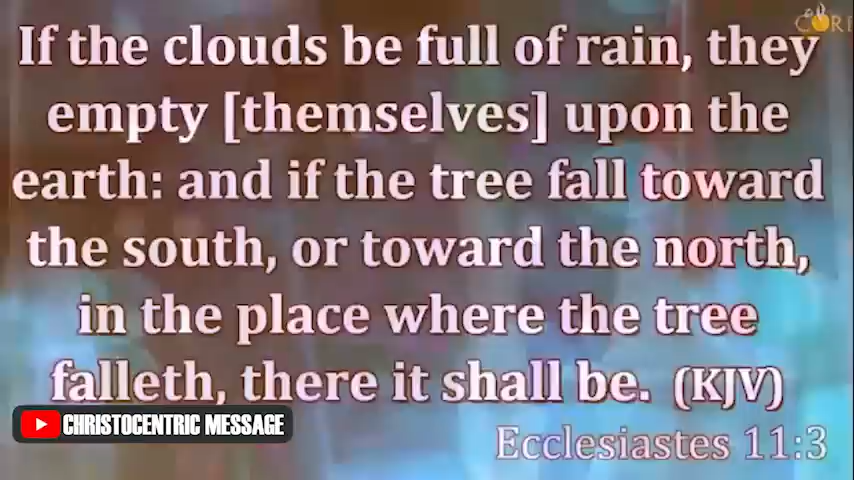 CORE
If the clouds be full of rain, they
empty [themselves] upon the
earth: and if the tree fall toward
the south, or toward the north,
in the place where the tree
falleth, there it shall be. (KJV)
CHRISTOCENTRIC MESSAGE
Ecclesiastes 11:3